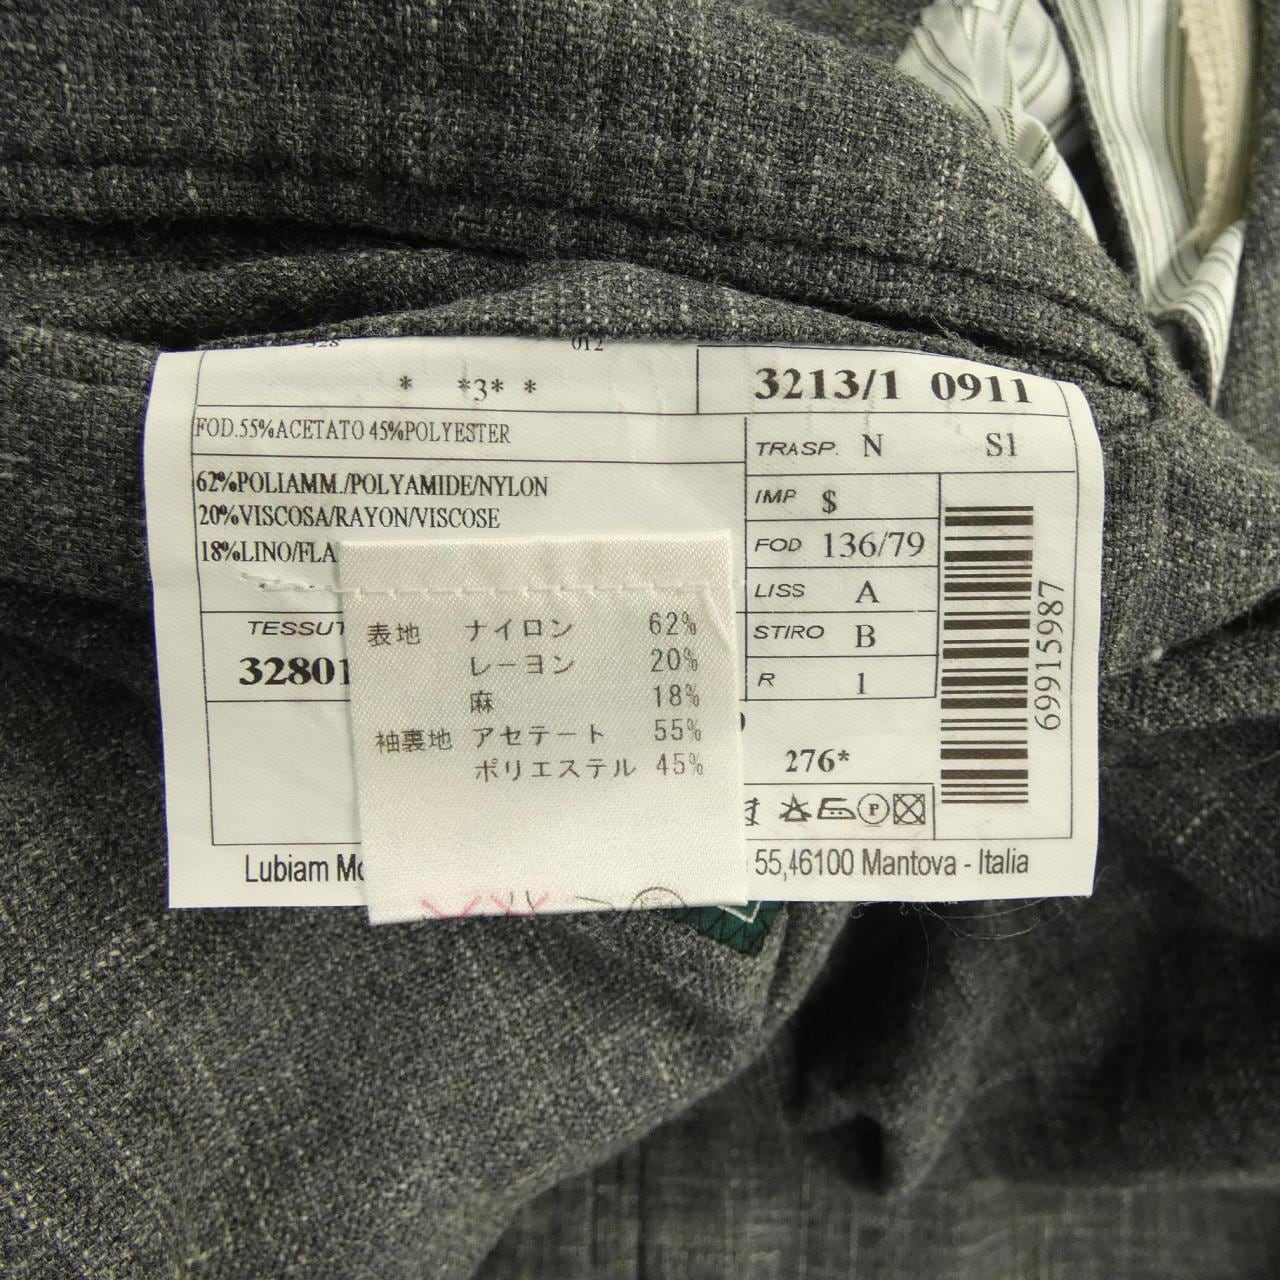 012
* *3* *
3213/1 0911
FOD.55%ACETATO 45%POLYESTER
TRASP. N S1
62%POLIAMM./POLYAMIDE/NYLON
20%VISCOSA/RAYON/VISCOSE
18%LINO/FLA
IMP $
FOD 136/79
LISS A
STIRO B
R 1
TESSUT
32801
276*
69915987
表地 ナイロン 62%
レーヨン 20%
麻 18%
袖裏地 アセテート 55%
ポリエステル 45%
P
Lubiam Mo
55,46100 Mantova - Italia